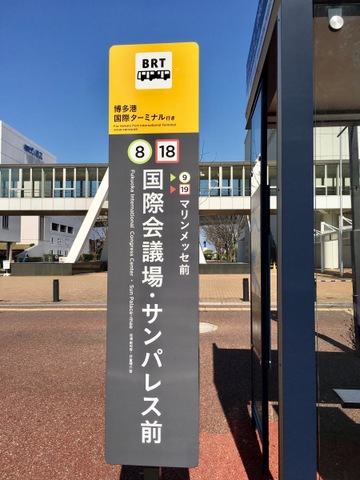 BRT
博多港
国際ターミナル行き
For Hakata Port International Terminal
8 18
9
19 マリンメッセ前
国際会議場・サンパレス前
Fukuoka International Congress Center・Sun Palace-mae